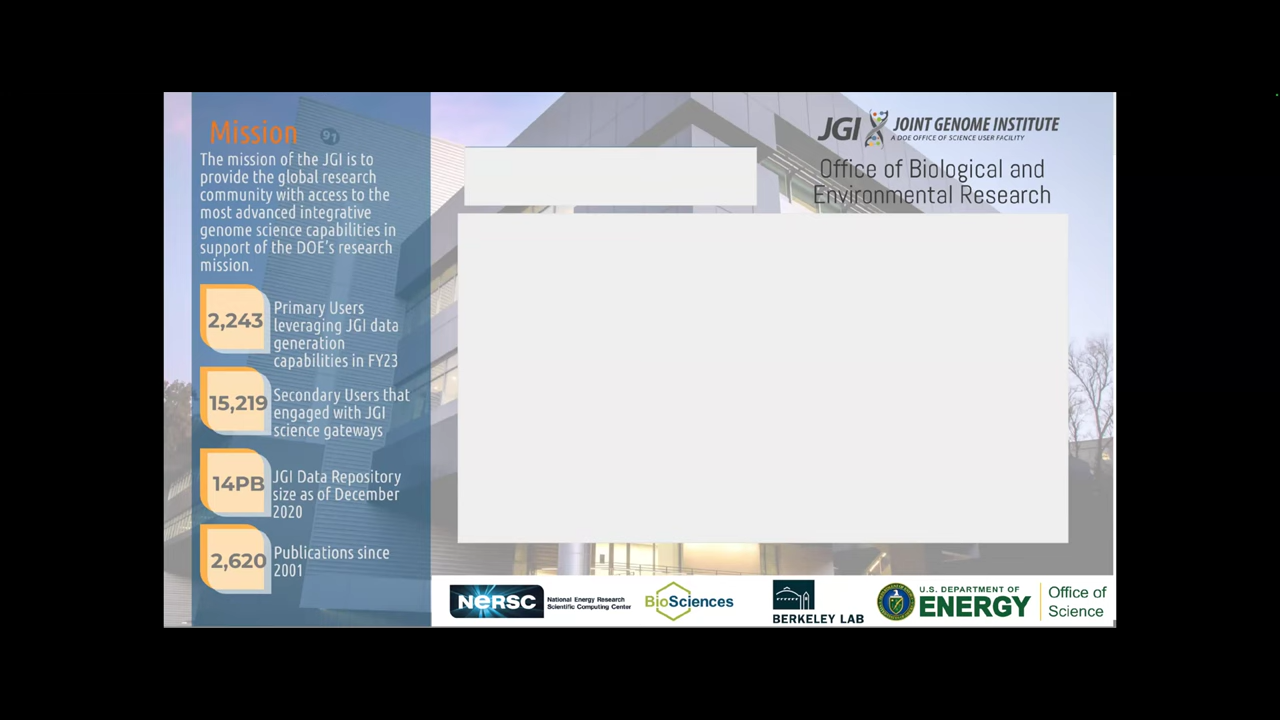 Mission
The mission of the JGI is to
provide the global research
community with access to the
most advanced integrative
genome science capabilities in
support of the DOE's research
mission.
2,243
Primary Users
leveraging JGI data
generation
capabilities in FY23
15,219
Secondary Users that
engaged with JGI
science gateways
14PB
JGI Data Repository
size as of December
2020
2,620
Publications since
2001
JGI JOINT GENOME INSTITUTE
A DOE OFFICE OF SCIENCE USER FACILITY
Office of Biological and
Environmental Research
NERSC
National Energy Research
Scientific Computing Center
BioSciences
BERKELEY LAB
U.S. DEPARTMENT OF
ENERGY
Office of
Science